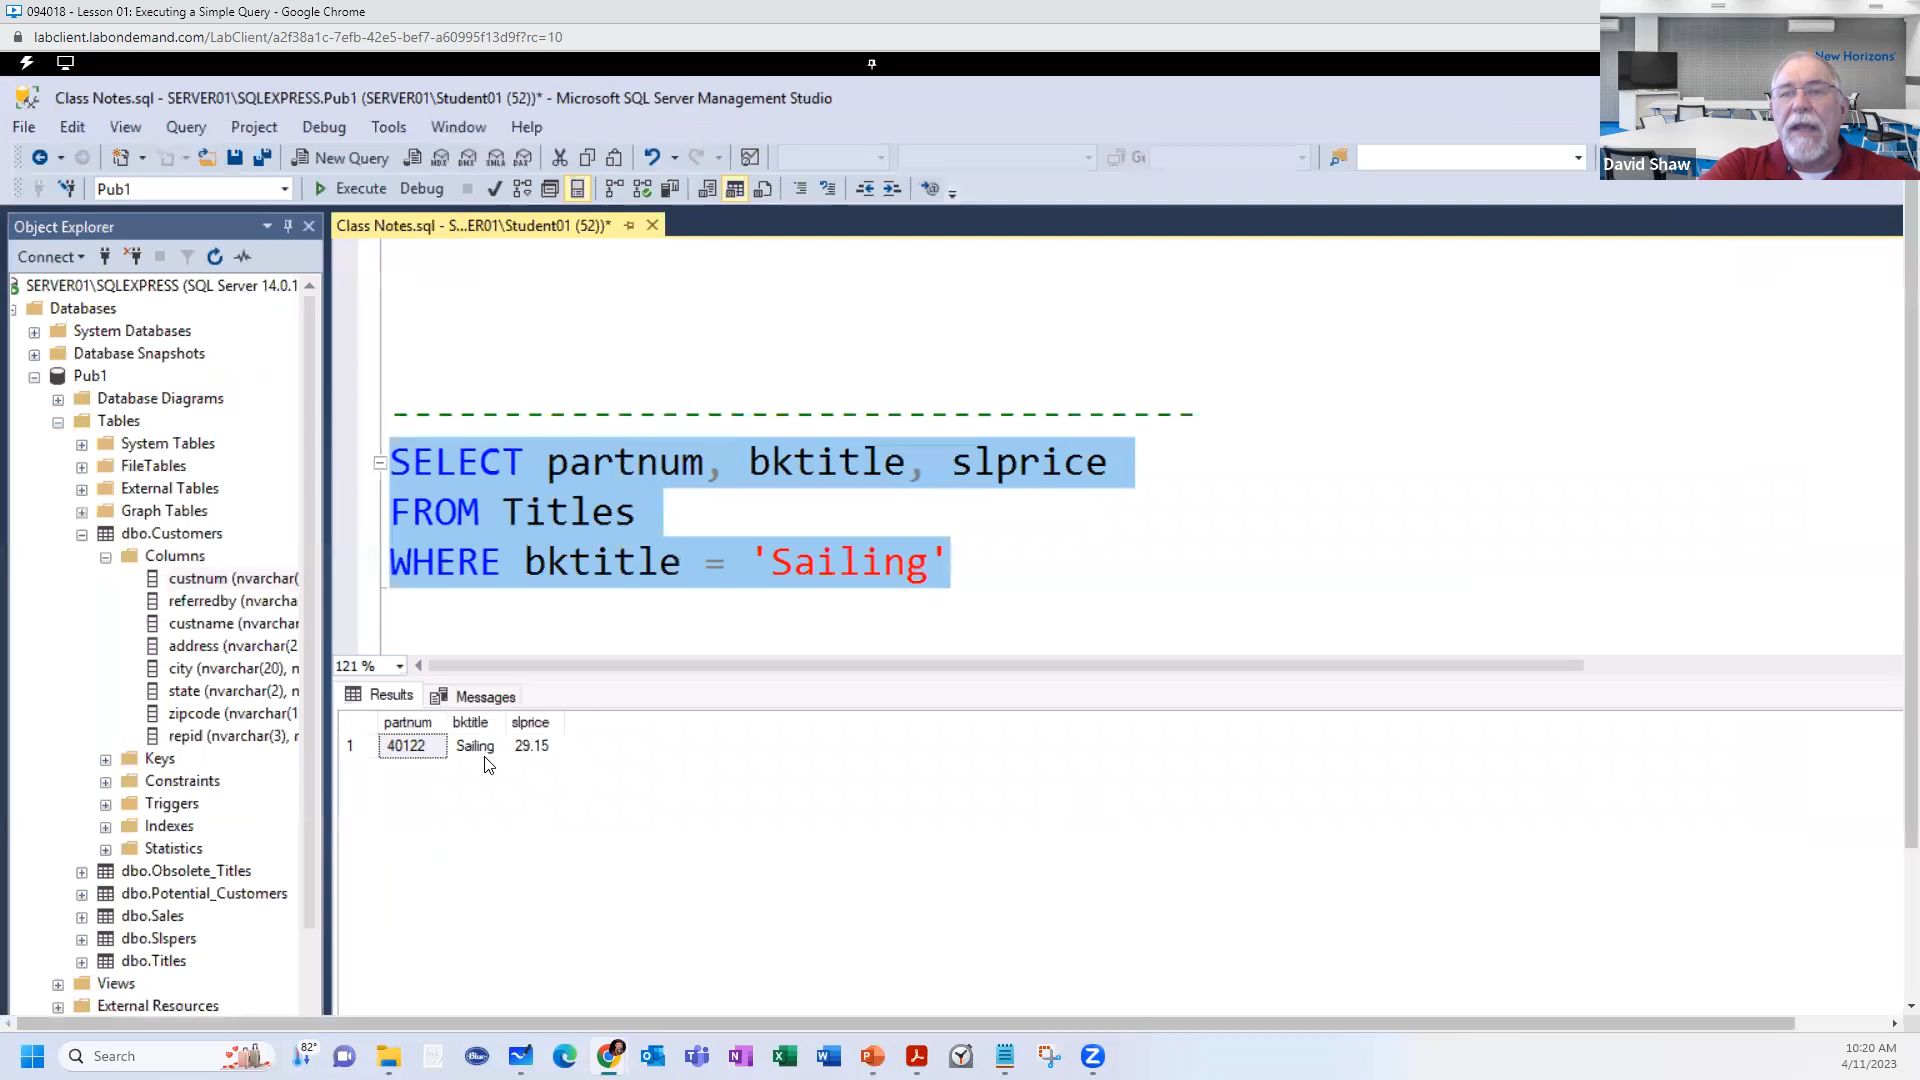 094018 - Lesson 01: Executing a Simple Query - Google Chrome
labclient.labondemand.com/LabClient/a2f38a1c-7efb-42e5-bef7-a60995f13d9f?rc=10
New Horizons
David Shaw
Class Notes.sql - SERVER01\SQLEXPRESS.Pub1 (SERVER01\Student01 (52))* - Microsoft SQL Server Management Studio
File Edit View Query Project Debug Tools Window Help
New Query
Pub1 Execute Debug
Object Explorer
Class Notes.sql - S...ER01\Student01 (52))*
Connect
SERVER01\SQLEXPRESS (SQL Server 14.0.1
Databases
System Databases
Database Snapshots
Pub1
Database Diagrams
Tables
System Tables
FileTables
External Tables
Graph Tables
dbo.Customers
Columns
custnum (nvarchar(
referredby (nvarcha
custname (nvarchar
address (nvarchar(2
city (nvarchar(20), n
state (nvarchar(2), n
zipcode (nvarchar(1
repid (nvarchar(3), r
Keys
Constraints
Triggers
Indexes
Statistics
dbo.Obsolete_Titles
dbo.Potential_Customers
dbo.Sales
dbo.Slspers
dbo.Titles
Views
External Resources
------------------------------------
SELECT partnum, bktitle, slprice
FROM Titles
WHERE bktitle = 'Sailing'
121 %
Results Messages
partnum bktitle slprice
1 40122 Sailing 29.15
Search
82°
10:20 AM
4/11/2023